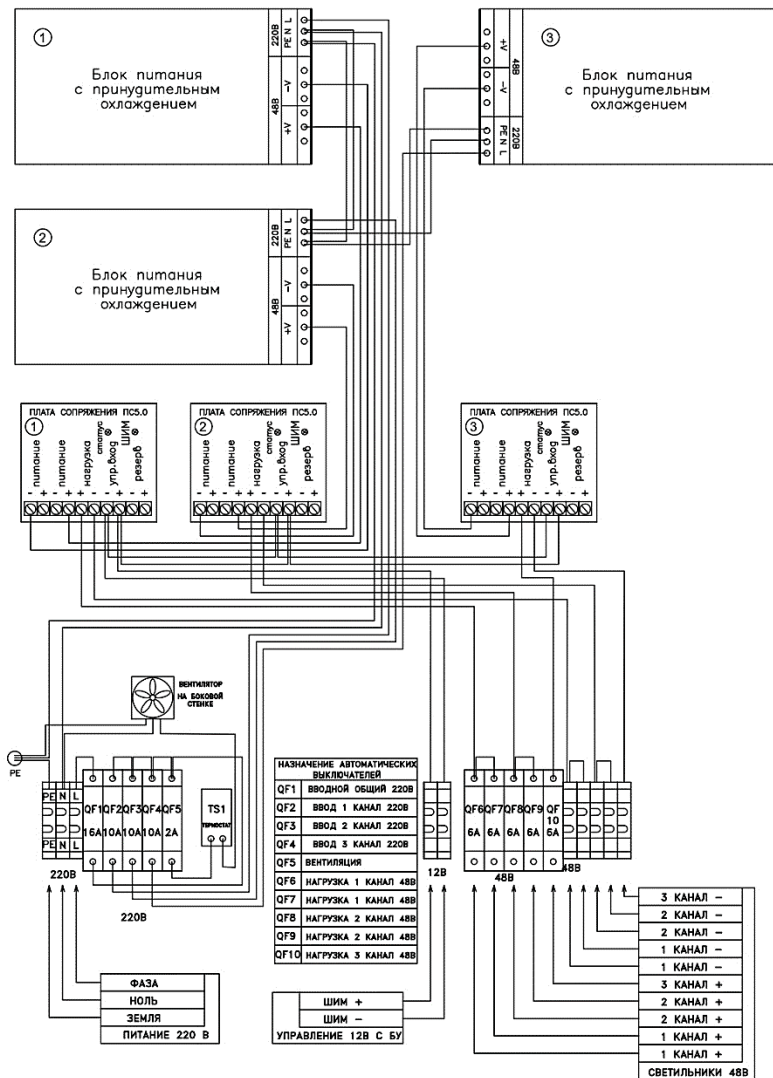 1
Блок питания
с принудительным
охлаждением
220В
PE N L
48В
-V
+V
3
Блок питания
с принудительным
охлаждением
+V
48В
-V
220В
PE N L
2
Блок питания
с принудительным
охлаждением
220В
PE N L
48В
-V
+V
ПЛАТА СОПРЯЖЕНИЯ ПС5.0
1
питание
питание
нагрузка
статус
упр.вход
ШИМ
резерв
- + - + + - - + - +
ПЛАТА СОПРЯЖЕНИЯ ПС5.0
2
питание
питание
нагрузка
статус
упр.вход
ШИМ
резерв
- + - + + - - + - +
ПЛАТА СОПРЯЖЕНИЯ ПС5.0
3
питание
питание
нагрузка
статус
упр.вход
ШИМ
резерв
- + - + + - - + - +
ВЕНТИЛЯТОР
НА БОКОВОЙ
СТЕНКЕ
PE
PE N L
PE N L
220В
QF1 QF2 QF3 QF4 QF5
16А 10А 10А 10А 2А
220В
TS1
ТЕРМОСТАТ
НАЗНАЧЕНИЕ АВТОМАТИЧЕСКИХ
ВЫКЛЮЧАТЕЛЕЙ
QF1 ВВОДНОЙ ОБЩИЙ 220В
QF2 ВВОД 1 КАНАЛ 220В
QF3 ВВОД 2 КАНАЛ 220В
QF4 ВВОД 3 КАНАЛ 220В
QF5 ВЕНТИЛЯЦИЯ
QF6 НАГРУЗКА 1 КАНАЛ 48В
QF7 НАГРУЗКА 1 КАНАЛ 48В
QF8 НАГРУЗКА 2 КАНАЛ 48В
QF9 НАГРУЗКА 2 КАНАЛ 48В
QF10 НАГРУЗКА 3 КАНАЛ 48В
12В
QF6 QF7 QF8 QF9 QF
10
6А 6А 6А 6А 6А
48В
48В
ФАЗА
НОЛЬ
ЗЕМЛЯ
ПИТАНИЕ 220 В
ШИМ +
ШИМ -
УПРАВЛЕНИЕ 12В С БУ
3 КАНАЛ -
2 КАНАЛ -
2 КАНАЛ -
1 КАНАЛ -
1 КАНАЛ -
3 КАНАЛ +
2 КАНАЛ +
2 КАНАЛ +
1 КАНАЛ +
1 КАНАЛ +
СВЕТИЛЬНИКИ 48В